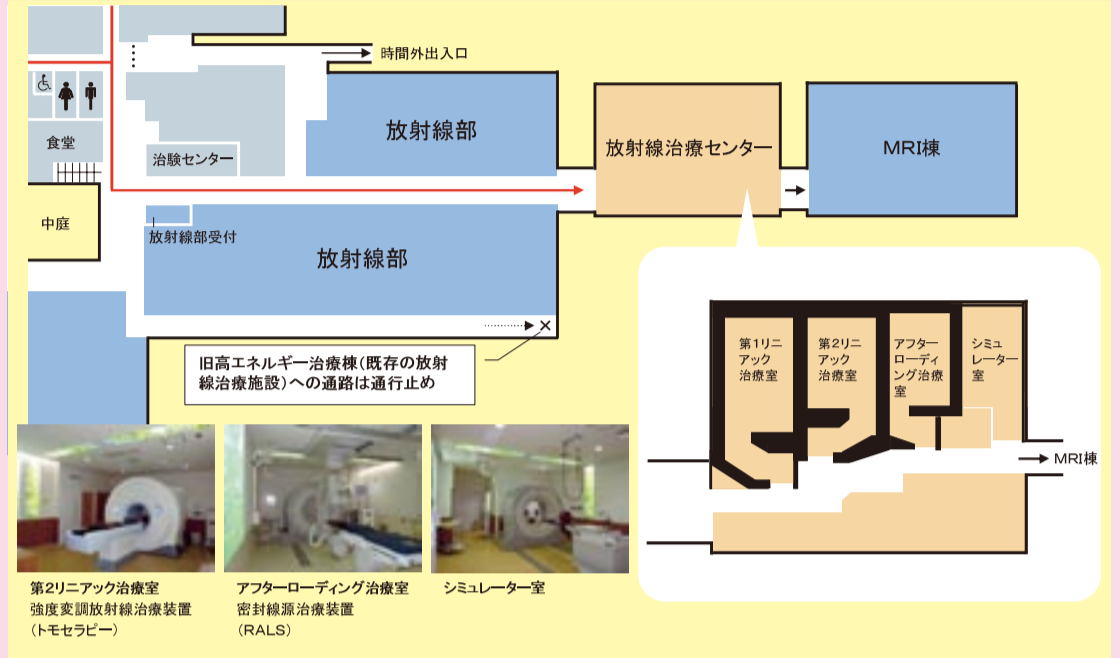 時間外出入口
放射線部
放射線治療センター
MRI棟
食堂
治験センター
中庭
放射線部受付
放射線部
旧高エネルギー治療棟(既存の放射
線治療施設)への通路は通行止め
第1リニ
アック
治療室
第2リニ
アック
治療室
アフター
ローディ
ング治療
室
シミュ
レーター
室
MRI棟
第2リニアック治療室
強度変調放射線治療装置
(トモセラピー)
アフターローディング治療室
密封線源治療装置
(RALS)
シミュレーター室